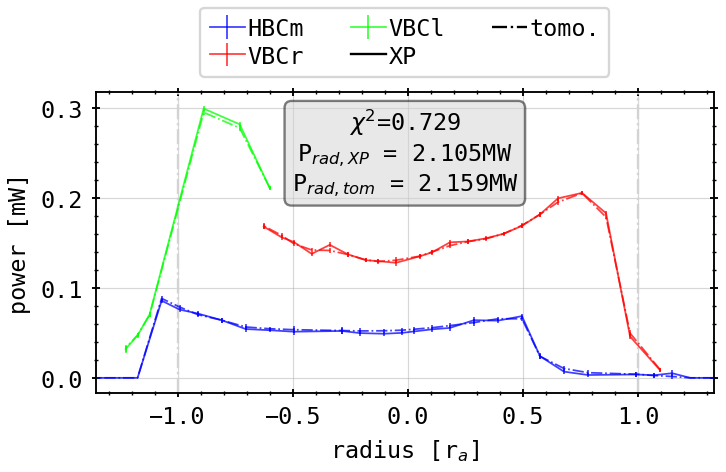 HBCm VBCl tomo.
VBCr XP
χ²=0.729
P_rad,XP = 2.105MW
P_rad,tom = 2.159MW
power [mW]
0.3
0.2
0.1
0.0
−1.0 −0.5 0.0 0.5 1.0
radius [r_a]